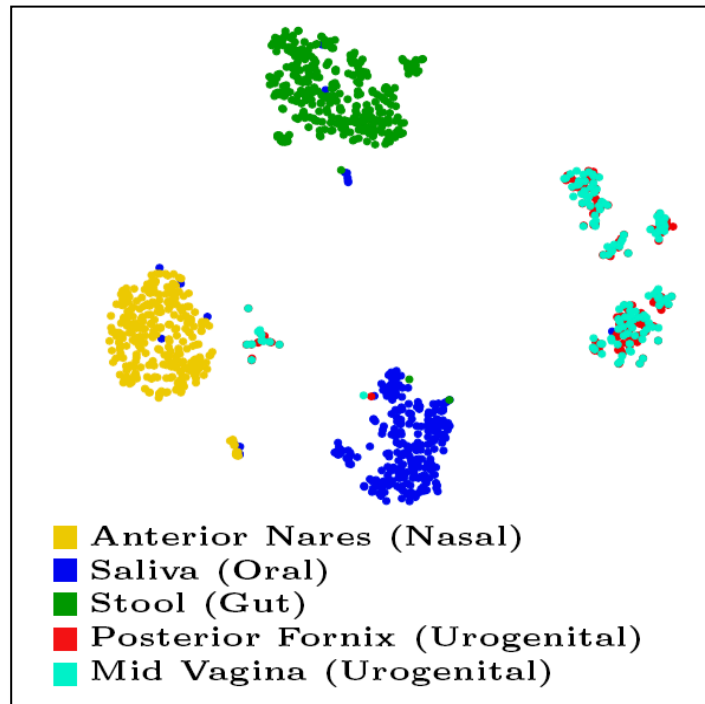 Anterior Nares (Nasal)
Saliva (Oral)
Stool (Gut)
Posterior Fornix (Urogenital)
Mid Vagina (Urogenital)